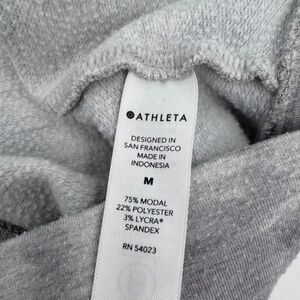 ATHLETA
DESIGNED IN
SAN FRANCISCO
MADE IN
INDONESIA
M
75% MODAL
22% POLYESTER
3% LYCRA®
SPANDEX
RN 54023